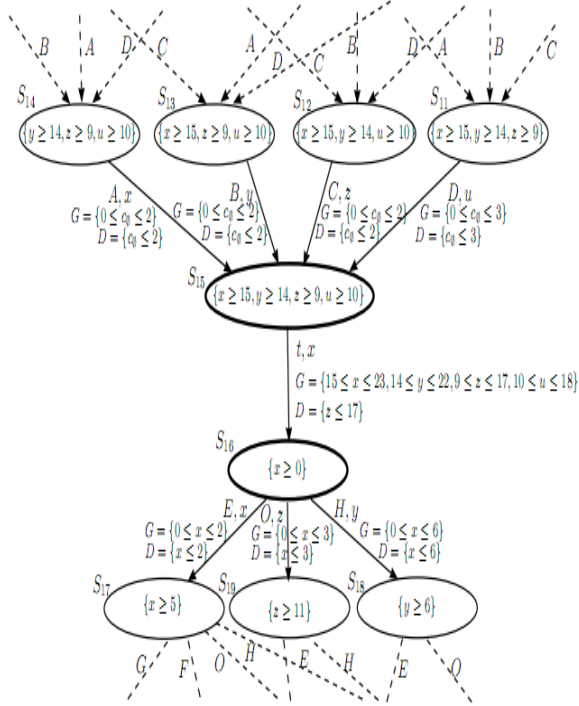 B A D C A D C B D A B C
S14 S13 S12 S11
{y ≥ 14, z ≥ 9, u ≥ 10} {x ≥ 15, z ≥ 9, u ≥ 10} {x ≥ 15, y ≥ 14, u ≥ 10} {x ≥ 15, y ≥ 14, z ≥ 9}
A, x B, y C, z D, u
G = {0 ≤ c₀ ≤ 2} G = {0 ≤ c₀ ≤ 2} G = {0 ≤ c₀ ≤ 2} G = {0 ≤ c₀ ≤ 3}
D = {c₀ ≤ 2} D = {c₀ ≤ 2} D = {c₀ ≤ 2} D = {c₀ ≤ 3}
S15
{x ≥ 15, y ≥ 14, z ≥ 9, u ≥ 10}
t, x
G = {15 ≤ x ≤ 23, 14 ≤ y ≤ 22, 9 ≤ z ≤ 17, 10 ≤ u ≤ 18}
D = {z ≤ 17}
S16
{x ≥ 0}
E, x O, z H, y
G = {0 ≤ x ≤ 2} G = {0 ≤ x ≤ 3} G = {0 ≤ x ≤ 6}
D = {x ≤ 2} D = {x ≤ 3} D = {x ≤ 6}
S17 S19 S18
{x ≥ 5} {z ≥ 11} {y ≥ 6}
G F O H E H E O